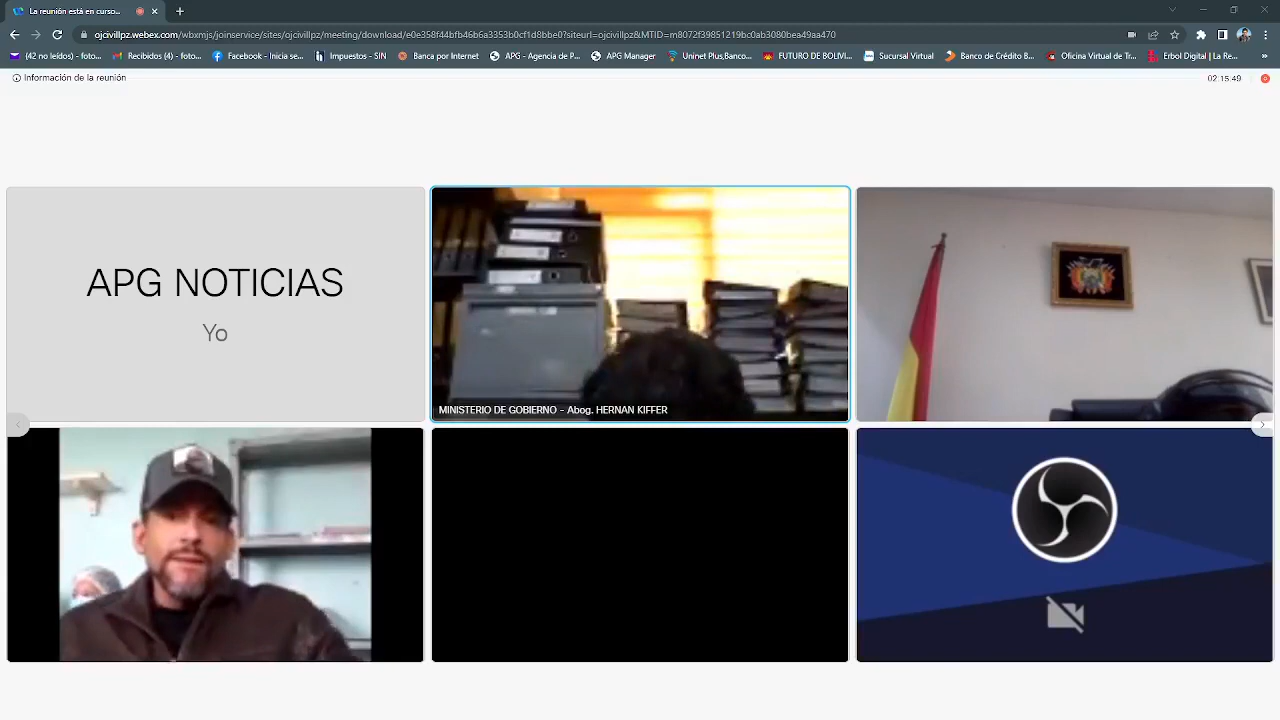 La reunión está en curso...
ojcivillpz.webex.com/wbxmjs/joinservice/sites/ojcivillpz/meeting/download/e0e358f44b1b45b6a3353c0cf1d8bbe0?siteurl=ojcivillpz&MTID=m8072f39851219bc0ab3080bea49aa470
(42 no leídos) - foto...
Recibidos (4) - foto...
Facebook - Inicia se...
Impuestos - SIN
Banca por Internet
APG - Agencia de P...
APG Manager
Uninet Plus,Banco...
FUTURO DE BOLIVI...
Sucursal Virtual
Banco de Crédito B...
Oficina Virtual de Tr...
Erbol Digital | La Re...
Información de la reunión
02:15:49
APG NOTICIAS
Yo
MINISTERIO DE GOBIERNO - Abog. HERNAN KIFFER